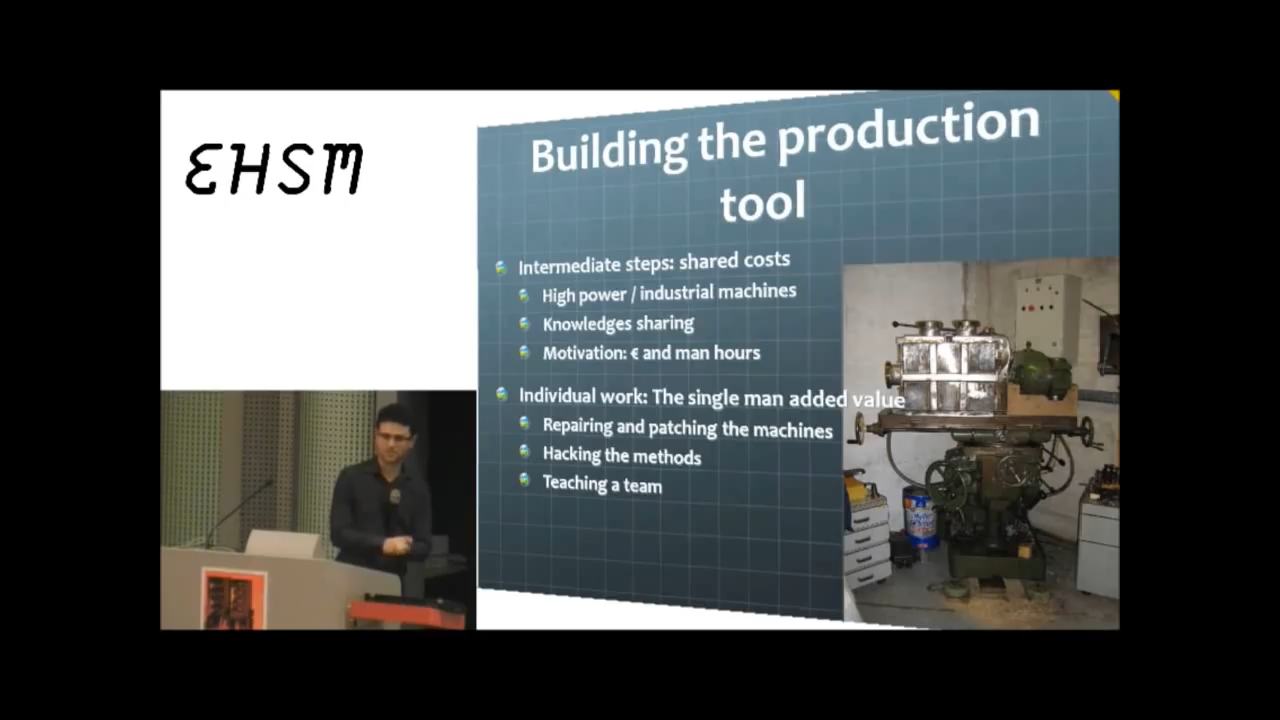 EHSM
Building the production
tool
Intermediate steps: shared costs
High power / industrial machines
Knowledges sharing
Motivation: € and man hours
Individual work: The single man added value
Repairing and patching the machines
Hacking the methods
Teaching a team